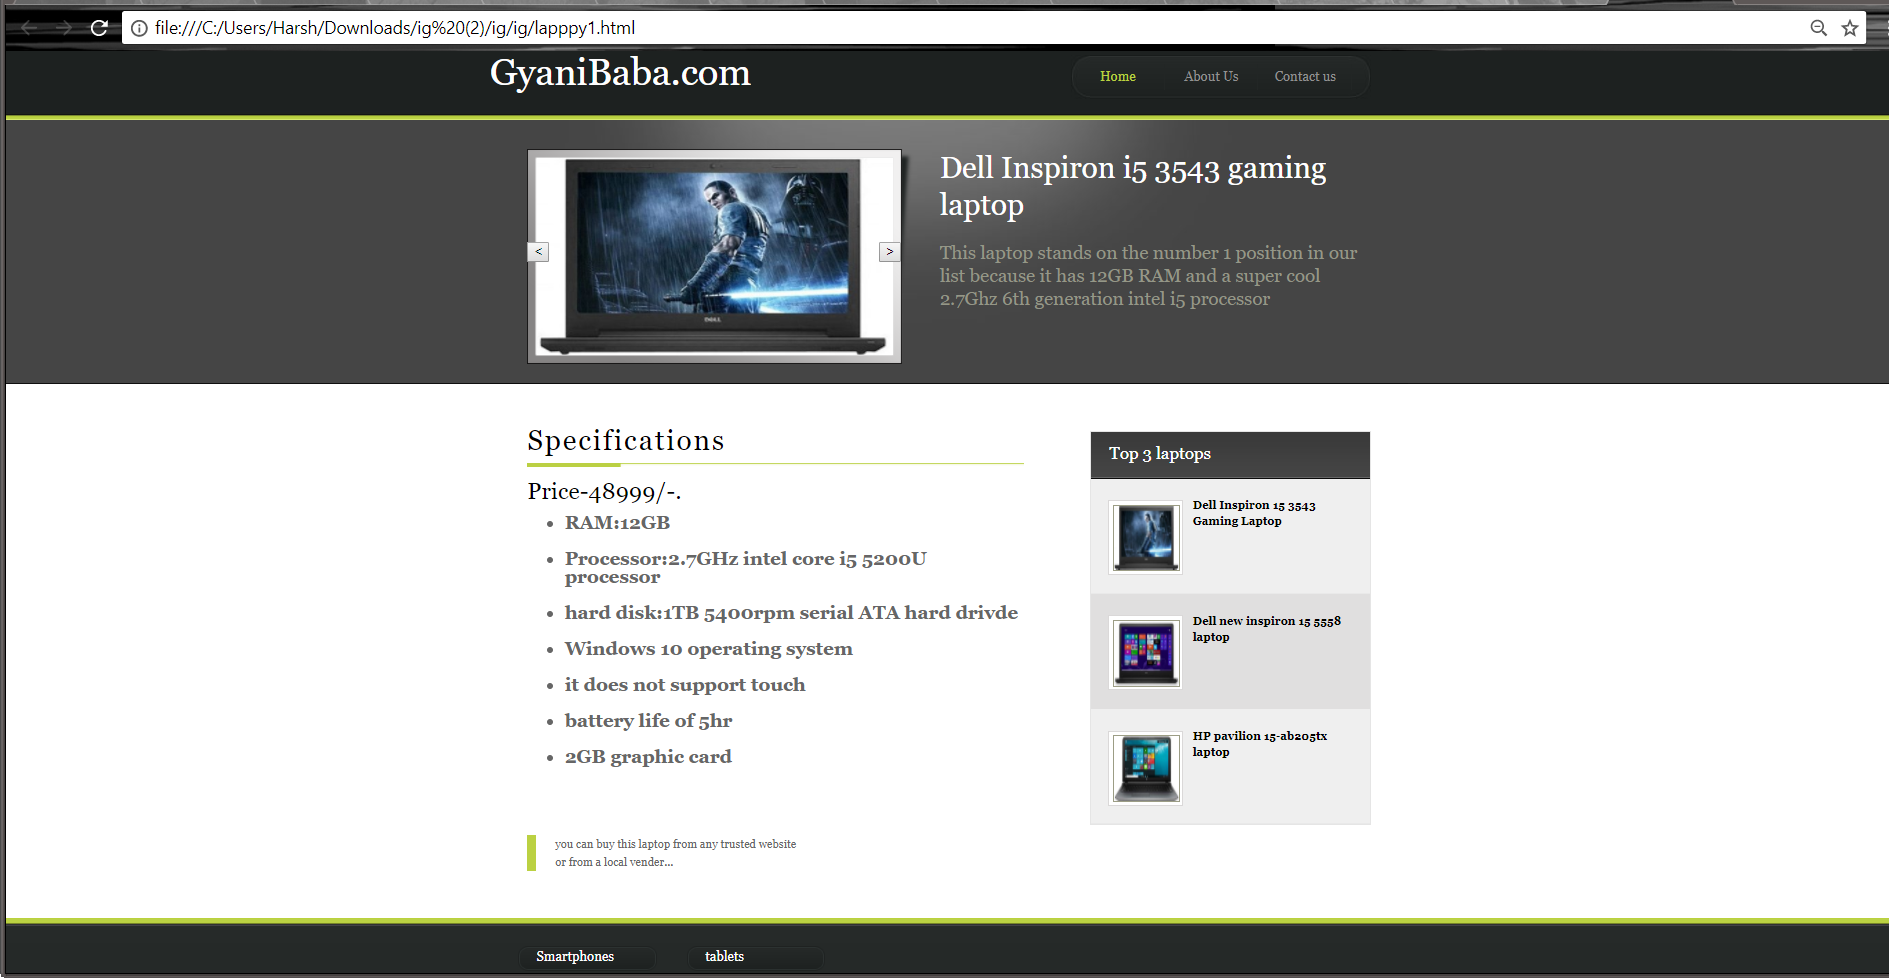 file:///C:/Users/Harsh/Downloads/ig%20(2)/ig/ig/lapppy1.html
GyaniBaba.com
Home
About Us
Contact us
<
>
DELL
Dell Inspiron i5 3543 gaming
laptop
This laptop stands on the number 1 position in our
list because it has 12GB RAM and a super cool
2.7Ghz 6th generation intel i5 processor
Specifications
Price-48999/-.
• RAM:12GB
• Processor:2.7GHz intel core i5 5200U
processor
• hard disk:1TB 5400rpm serial ATA hard drivde
• Windows 10 operating system
• it does not support touch
• battery life of 5hr
• 2GB graphic card
you can buy this laptop from any trusted website
or from a local vender...
Top 3 laptops
Dell Inspiron 15 3543
Gaming Laptop
Dell new inspiron 15 5558
laptop
HP pavilion 15-ab205tx
laptop
Smartphones
tablets